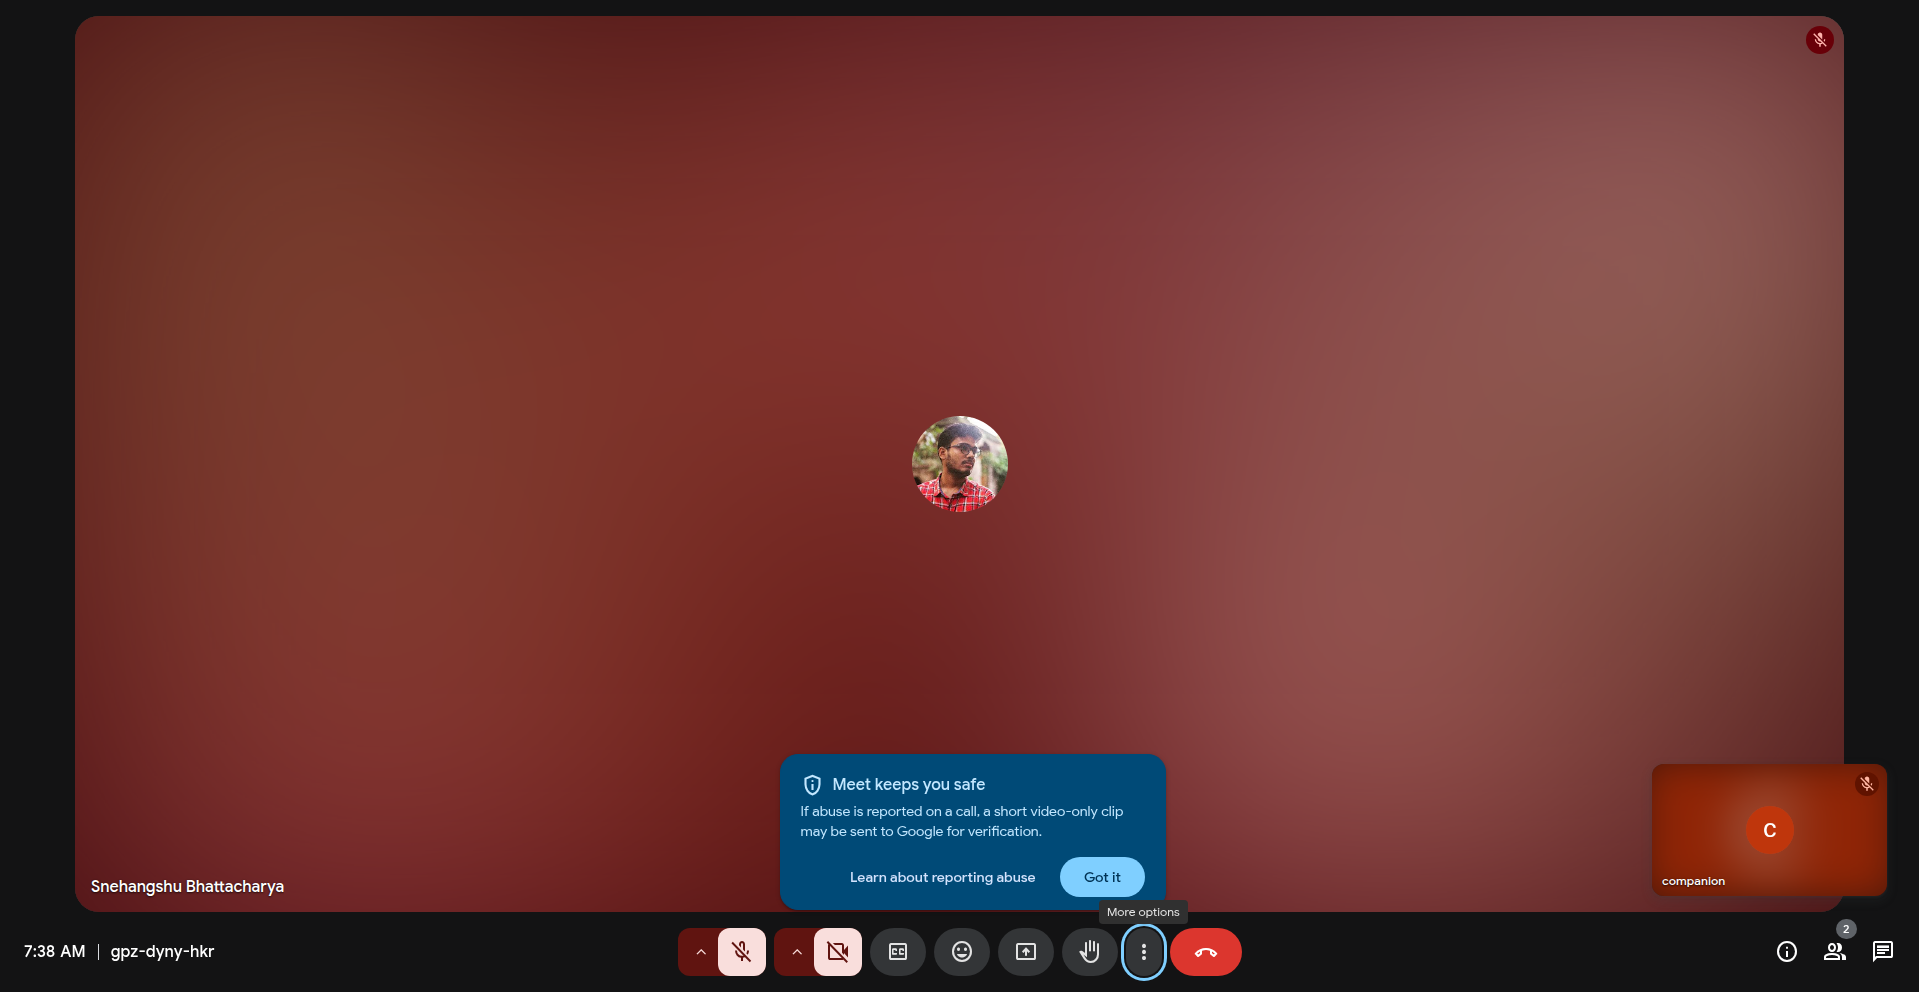 Meet keeps you safe
If abuse is reported on a call, a short video-only clip
may be sent to Google for verification.
Learn about reporting abuse
Got it
More options
Snehangshu Bhattacharya
C
companion
7:38 AM | gpz-dyny-hkr
CC
2